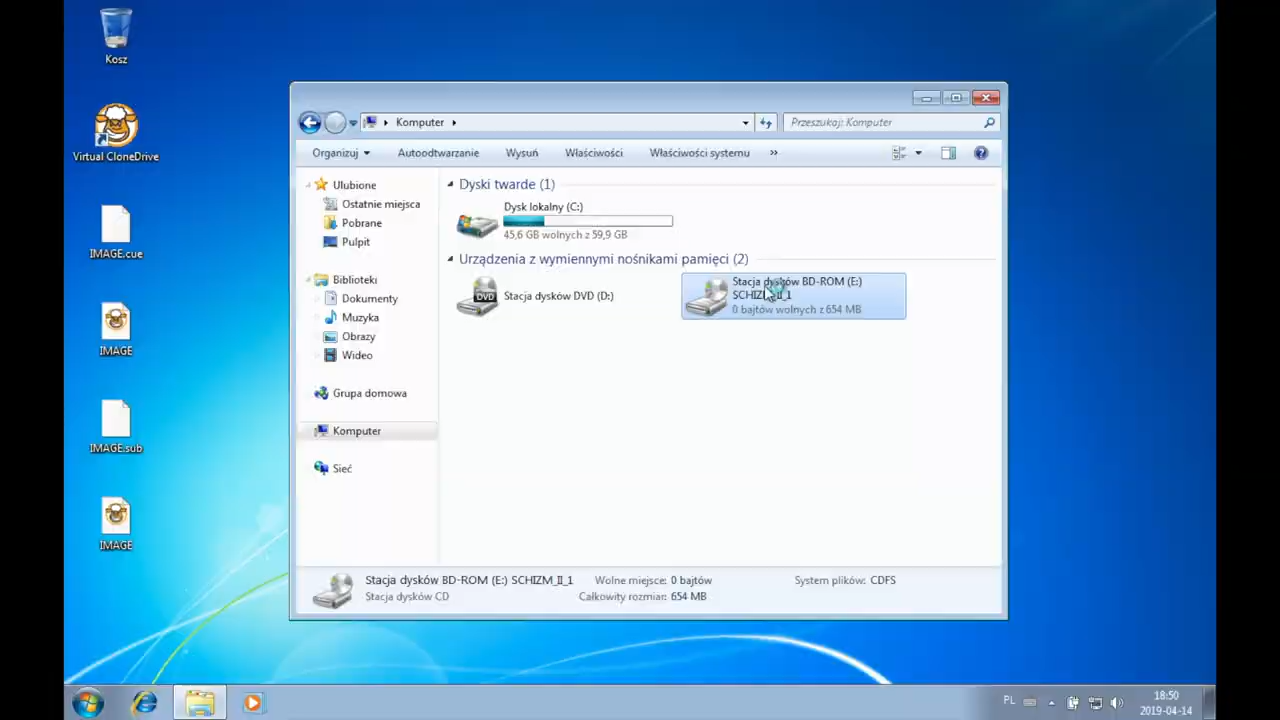 Kosz
Virtual CloneDrive
IMAGE.cue
IMAGE
IMAGE.sub
IMAGE
Komputer
Przeszukaj: Komputer
Organizuj
Autoodtwarzanie
Wysuń
Właściwości
Właściwości systemu
»
Ulubione
Ostatnie miejsca
Pobrane
Pulpit
Biblioteki
Dokumenty
Muzyka
Obrazy
Wideo
Grupa domowa
Komputer
Sieć
Dyski twarde (1)
Dysk lokalny (C:)
45,6 GB wolnych z 59,9 GB
Urządzenia z wymiennymi nośnikami pamięci (2)
DVD
Stacja dysków DVD (D:)
Stacja dysków BD-ROM (E:)
SCHIZM_II_1
0 bajtów wolnych z 654 MB
Stacja dysków BD-ROM (E:) SCHIZM_II_1
Wolne miejsce: 0 bajtów
System plików: CDFS
Stacja dysków CD
Całkowity rozmiar: 654 MB
PL
18:50
2019-04-14